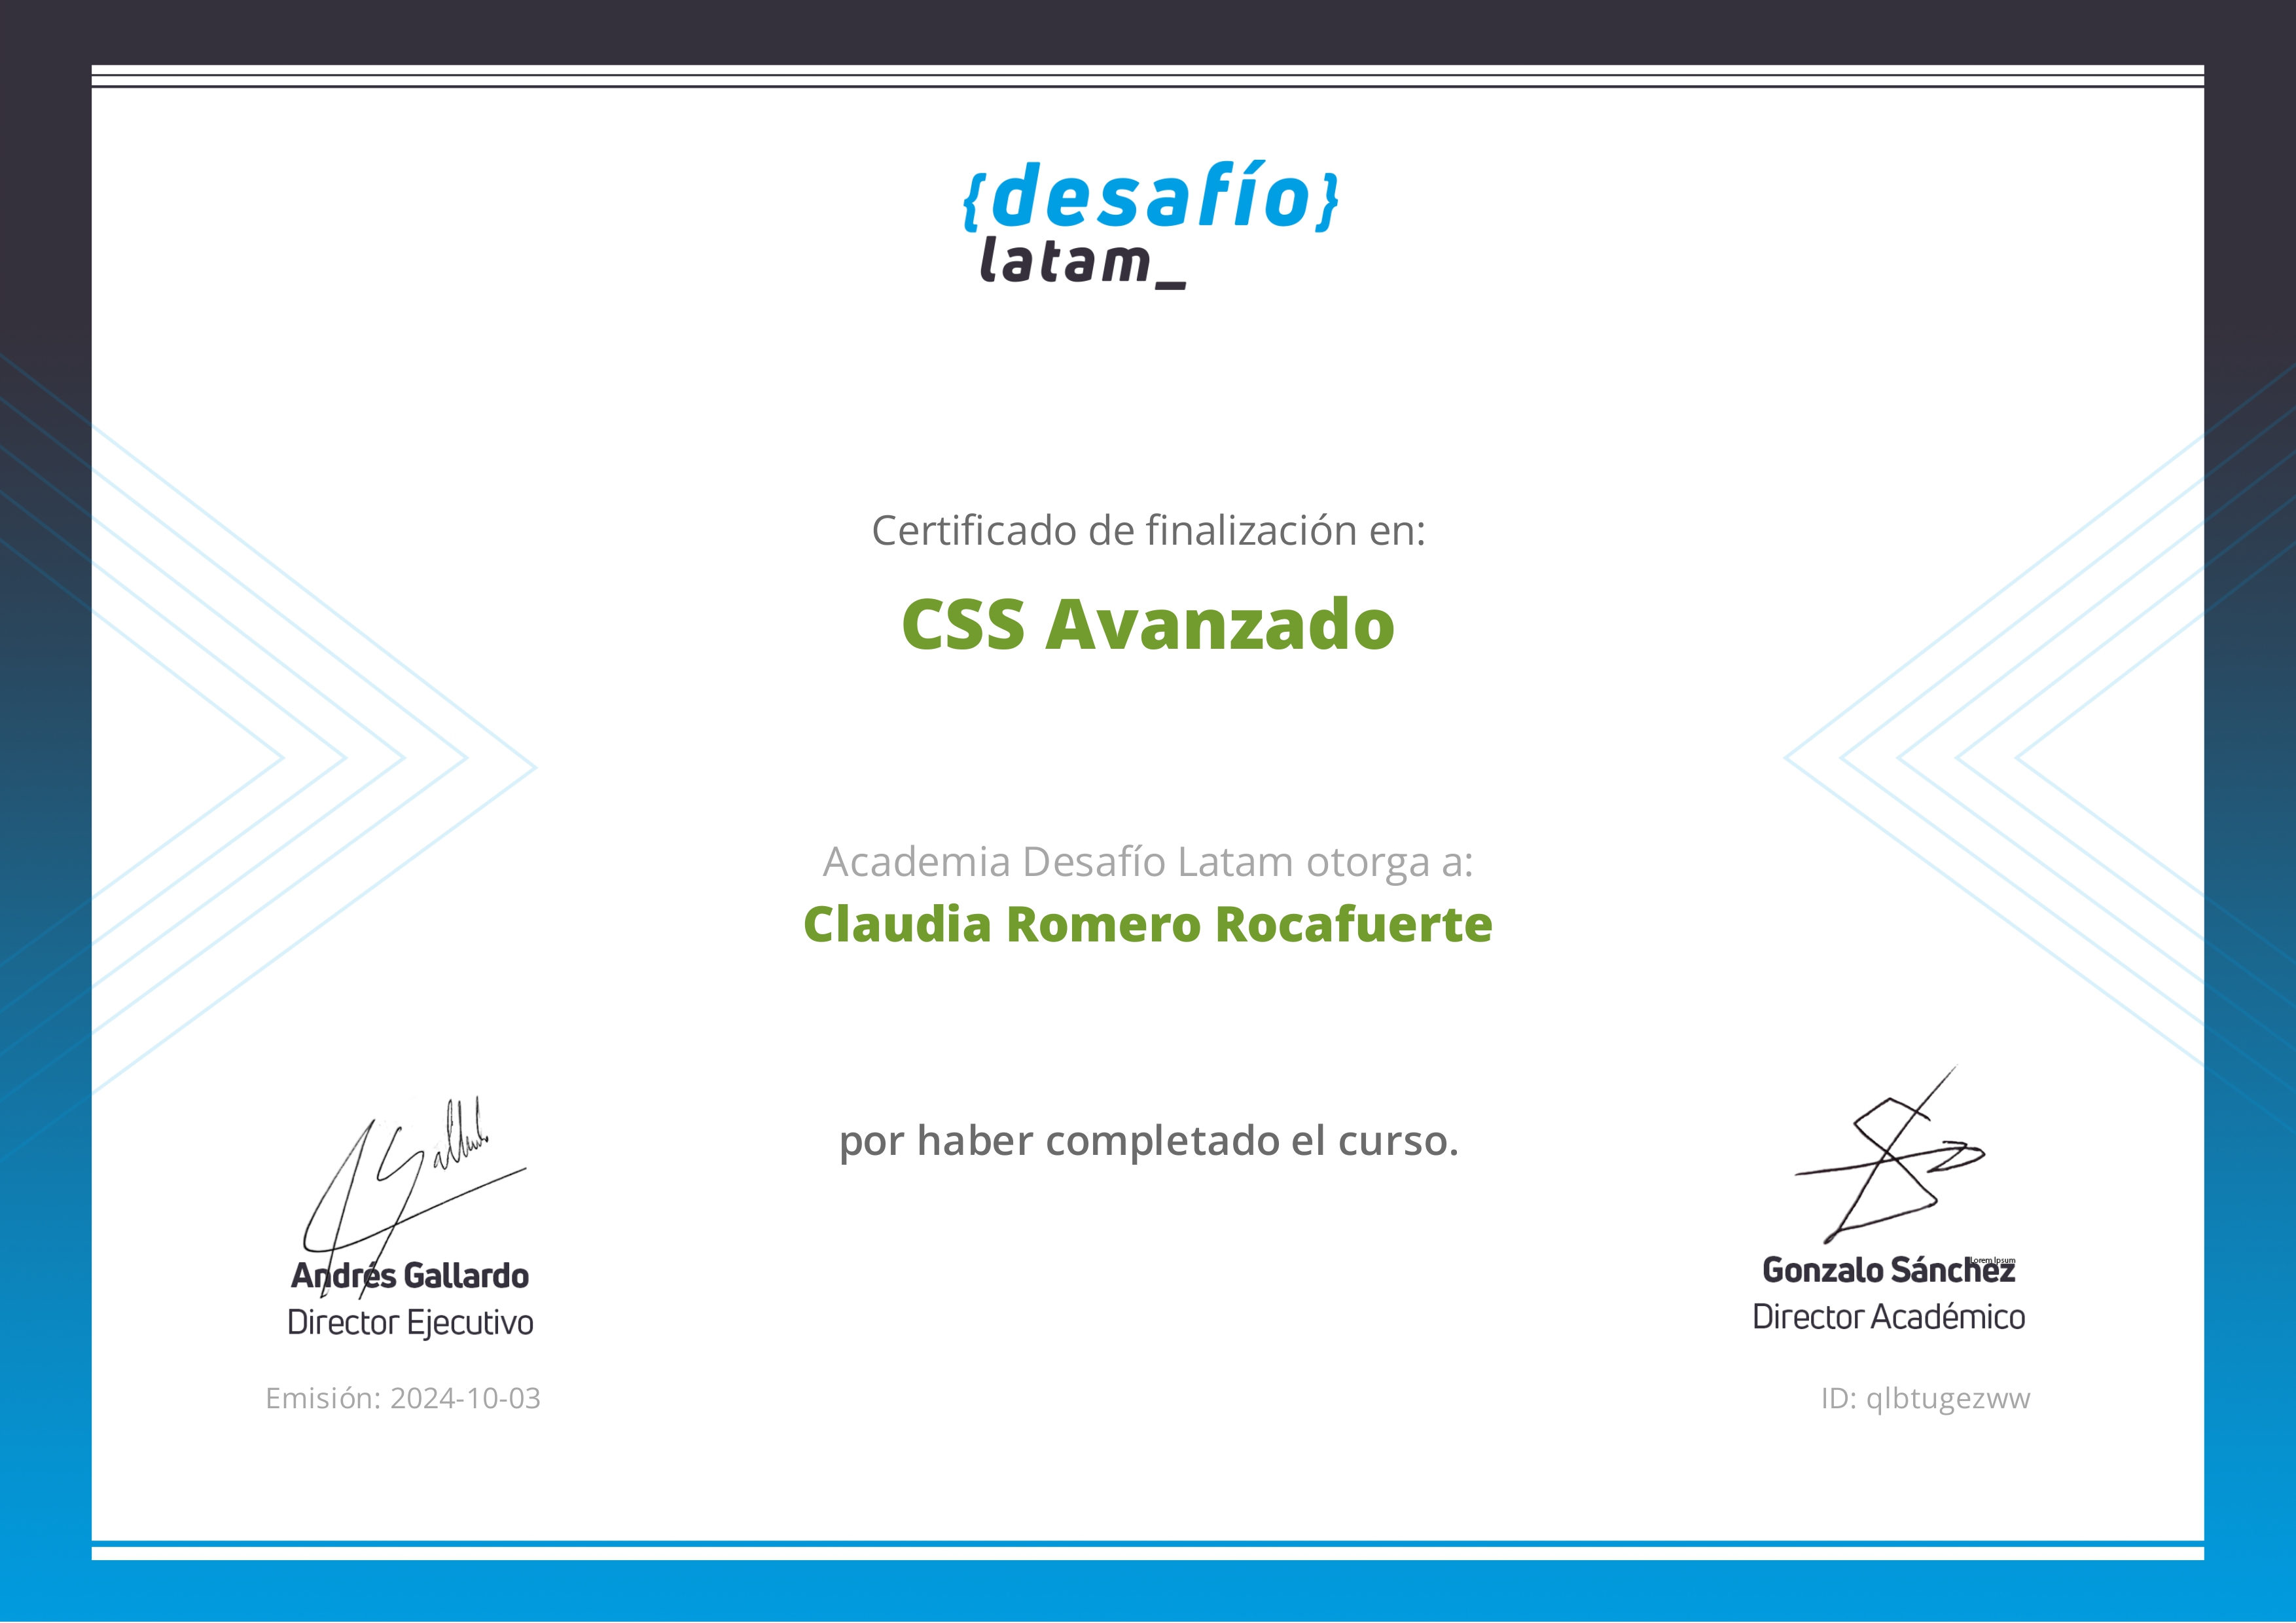 {desafío}
latam_
Certificado de finalización en:
CSS Avanzado
Academia Desafío Latam otorga a:
Claudia Romero Rocafuerte
por haber completado el curso.
Andrés Gallardo
Director Ejecutivo
Lorem Ipsum
Gonzalo Sánchez
Director Académico
Emisión: 2024-10-03
ID: qlbtugezww